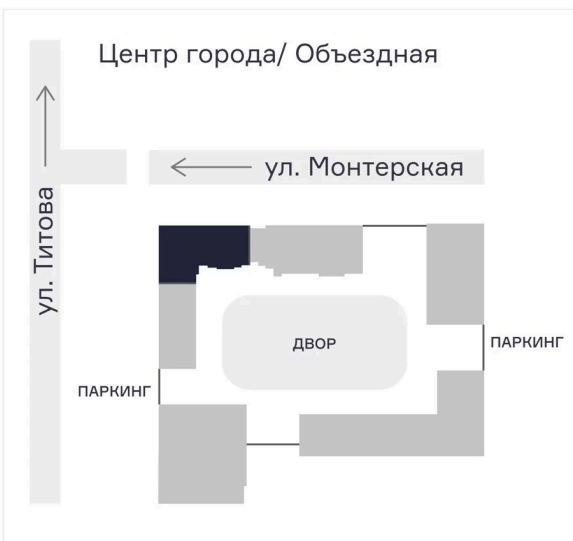 Центр города/ Объездная
ул. Монтерская
ул. Титова
ДВОР
ПАРКИНГ
ПАРКИНГ